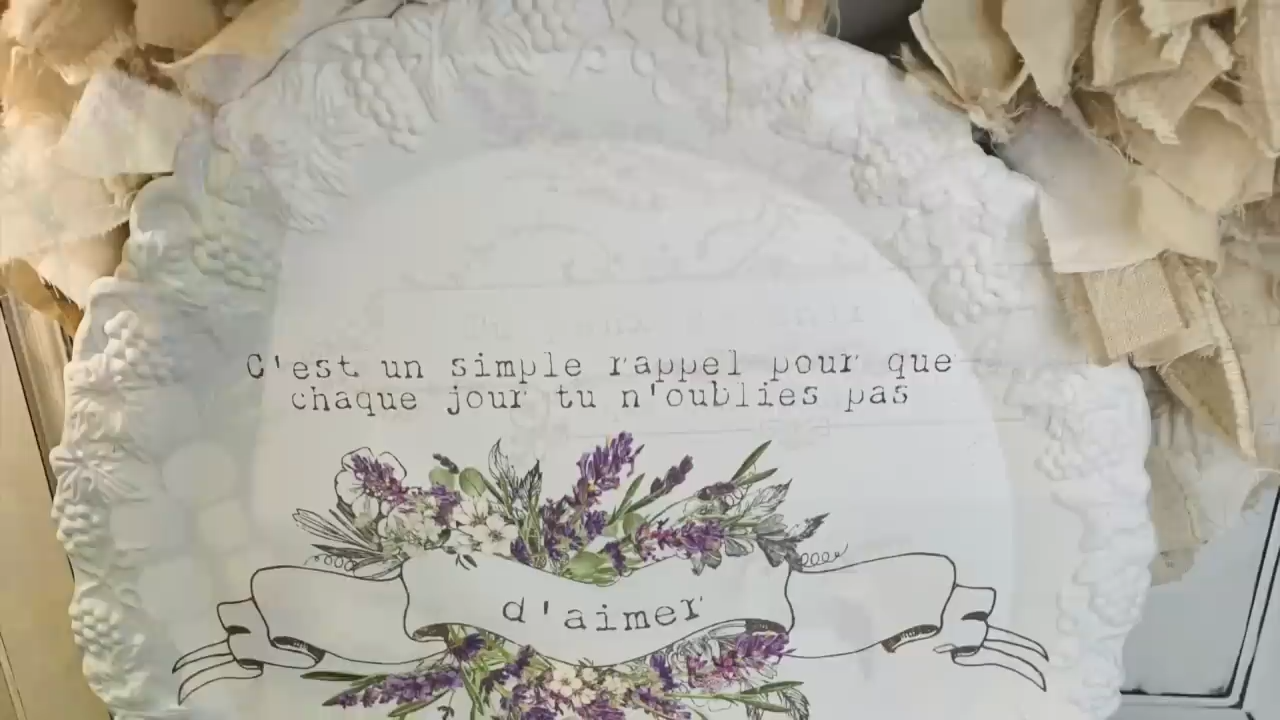 C'est un simple rappel pour que
chaque jour tu n'oublies pas
d'aimer